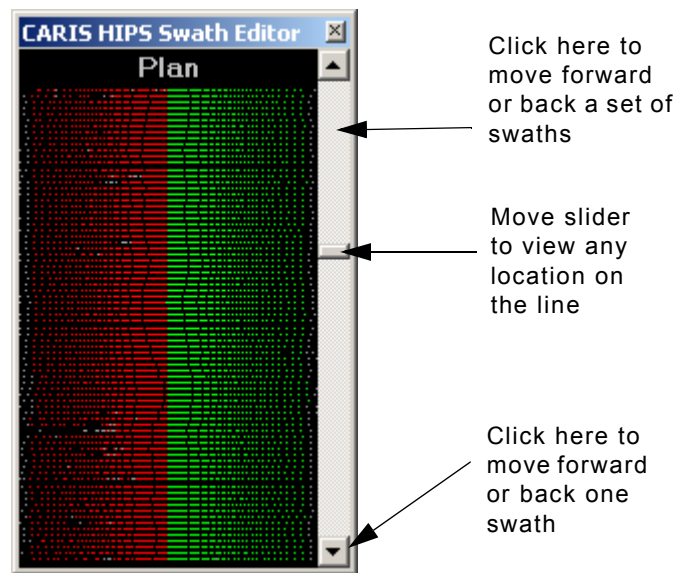 CARIS HIPS Swath Editor
Plan
Click here to
move forward
or back a set of
swaths
Move slider
to view any
location on
the line
Click here to
move forward
or back one
swath